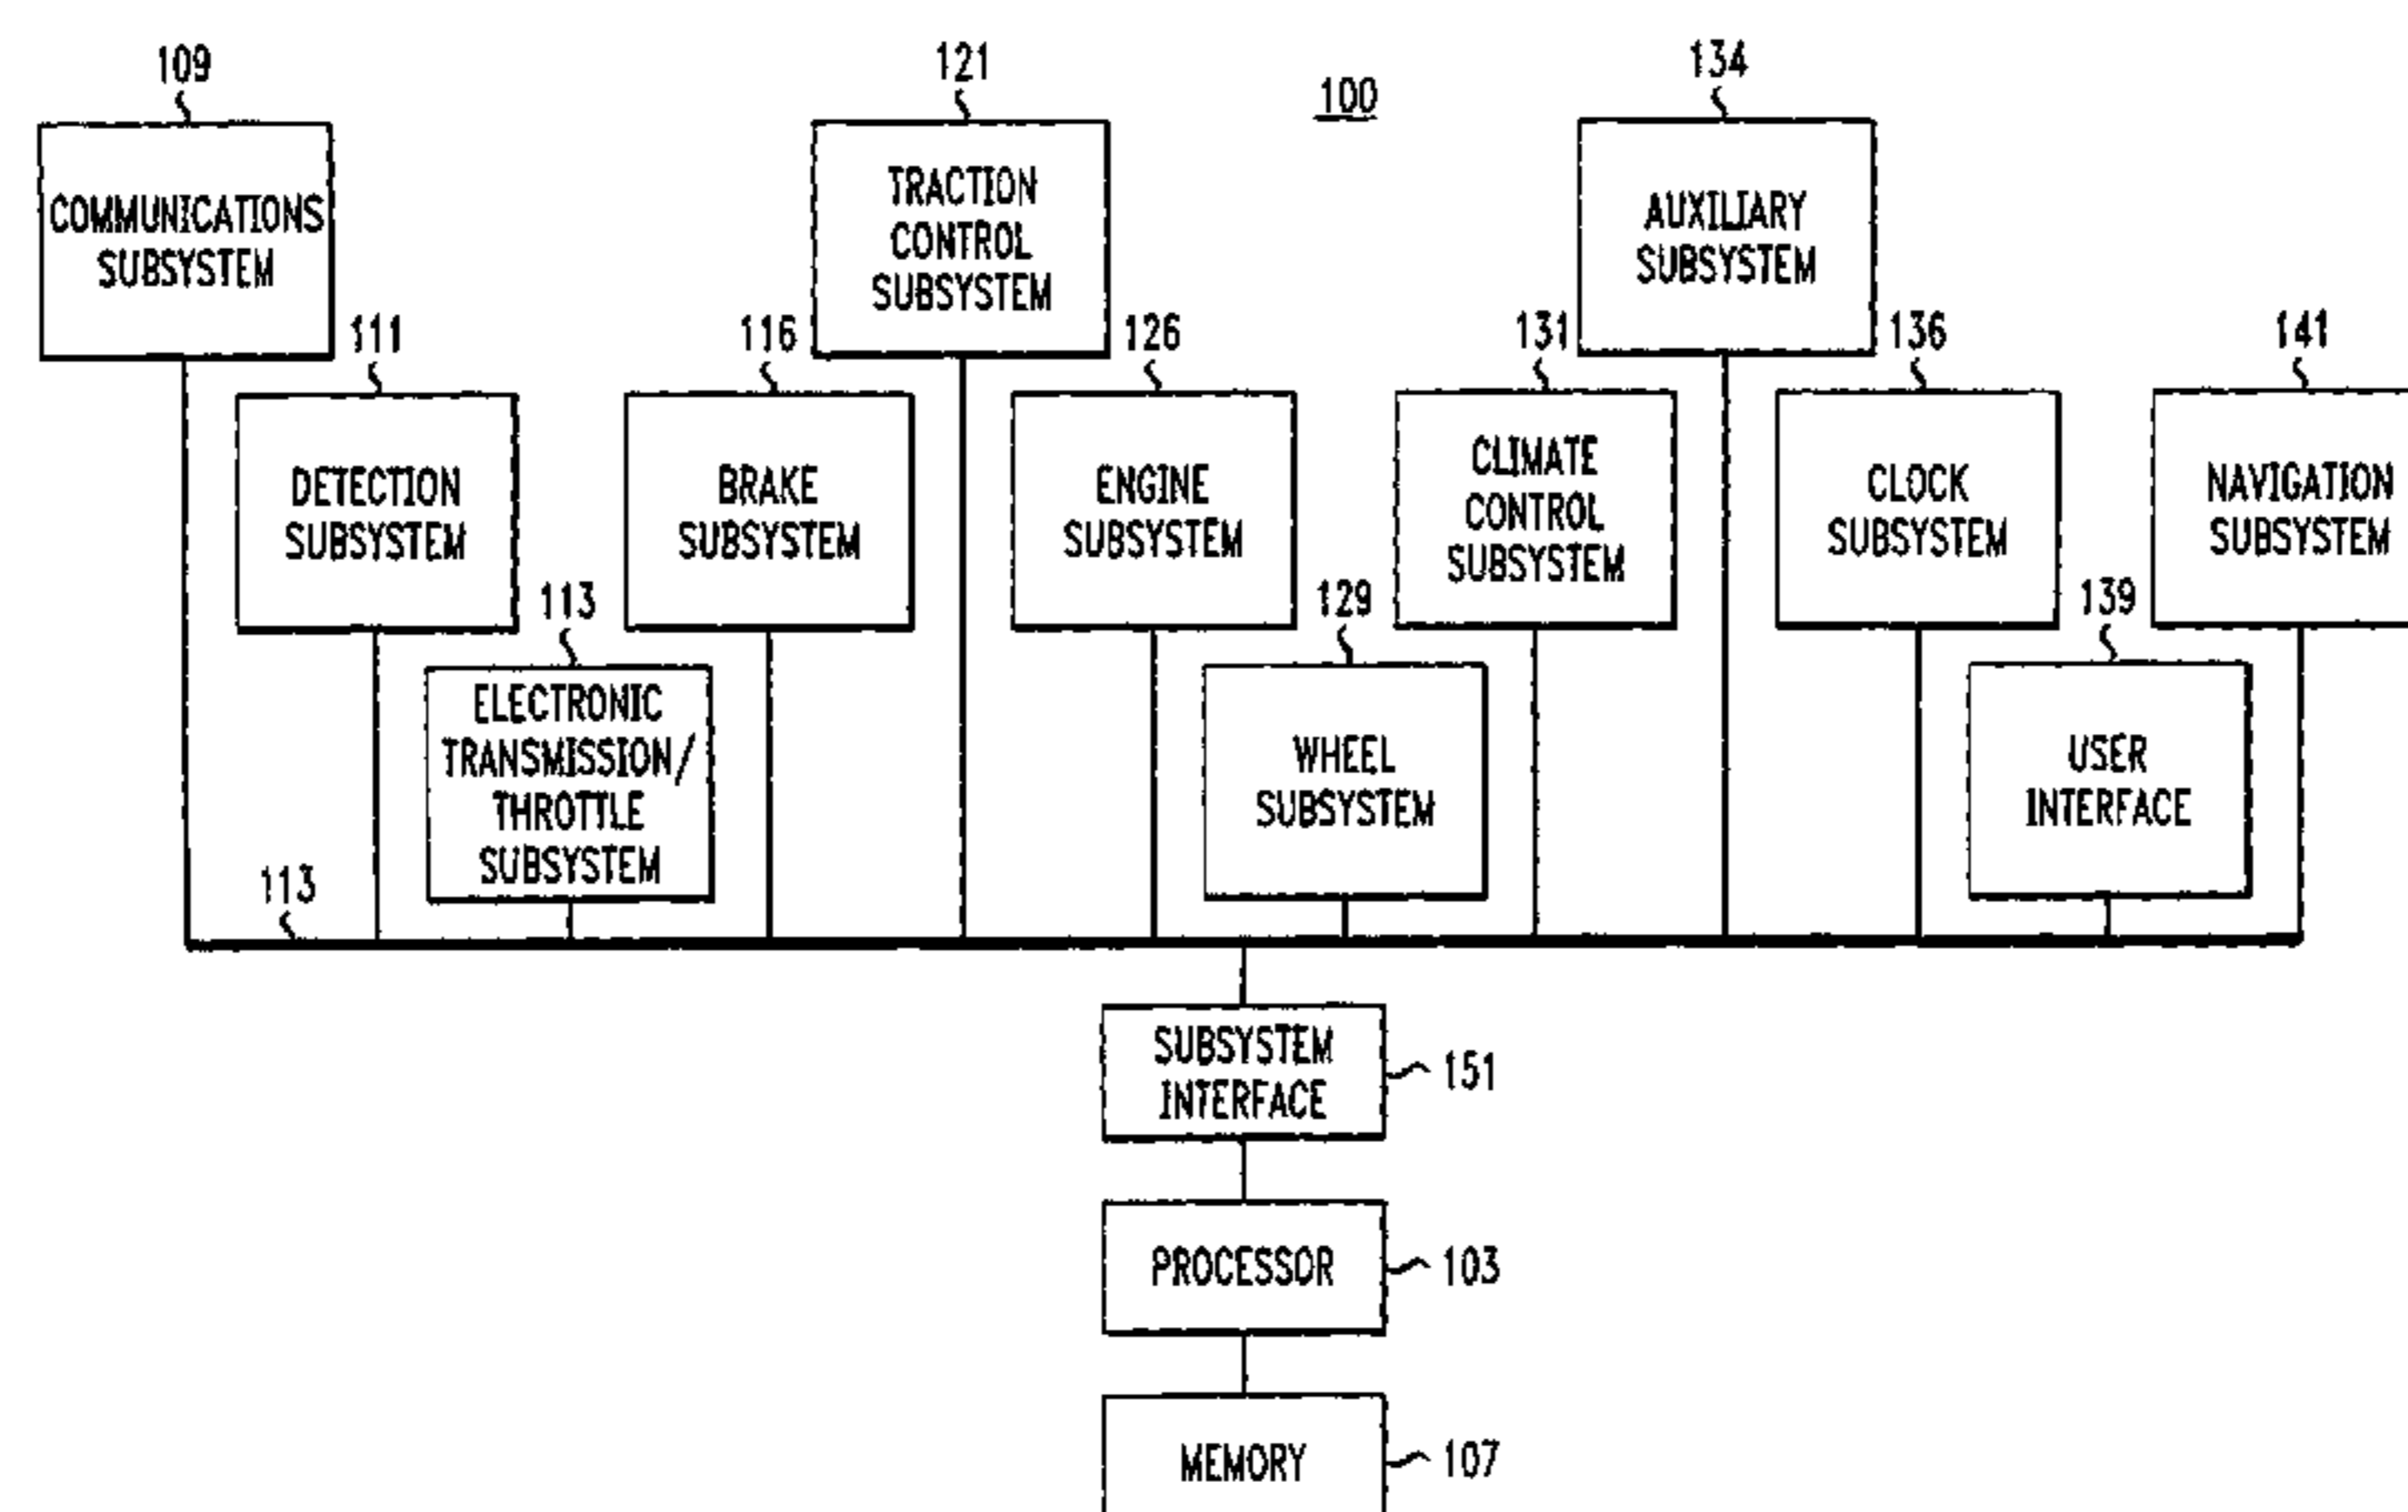 109
121
100
134
COMMUNICATIONS
SUBSYSTEM
TRACTION
CONTROL
SUBSYSTEM
AUXILIARY
SUBSYSTEM
111
116
126
131
136
141
DETECTION
SUBSYSTEM
BRAKE
SUBSYSTEM
ENGINE
SUBSYSTEM
CLIMATE
CONTROL
SUBSYSTEM
CLOCK
SUBSYSTEM
NAVIGATION
SUBSYSTEM
113
129
139
ELECTRONIC
TRANSMISSION/
THROTTLE
SUBSYSTEM
WHEEL
SUBSYSTEM
USER
INTERFACE
113
SUBSYSTEM
INTERFACE
151
PROCESSOR
103
MEMORY
107